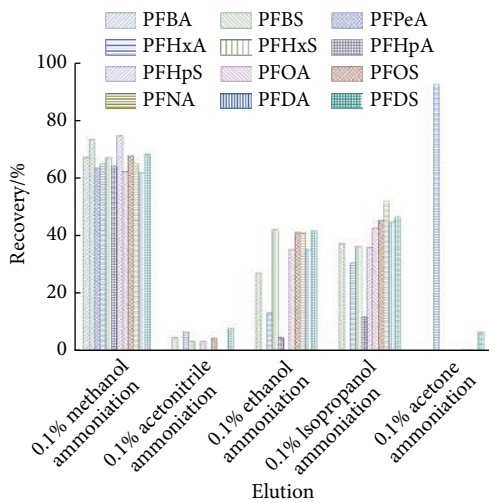 PFBA PFBS PFPeA
PFHxA PFHxS PFHpA
PFHpS PFOA PFOS
PFNA PFDA PFDS
100
80
60
40
20
0
Recovery/%
0.1% methanol
ammoniation
0.1% acetonitrile
ammoniation
0.1% ethanol
ammoniation
0.1% Isopropanol
ammoniation
0.1% acetone
ammoniation
Elution